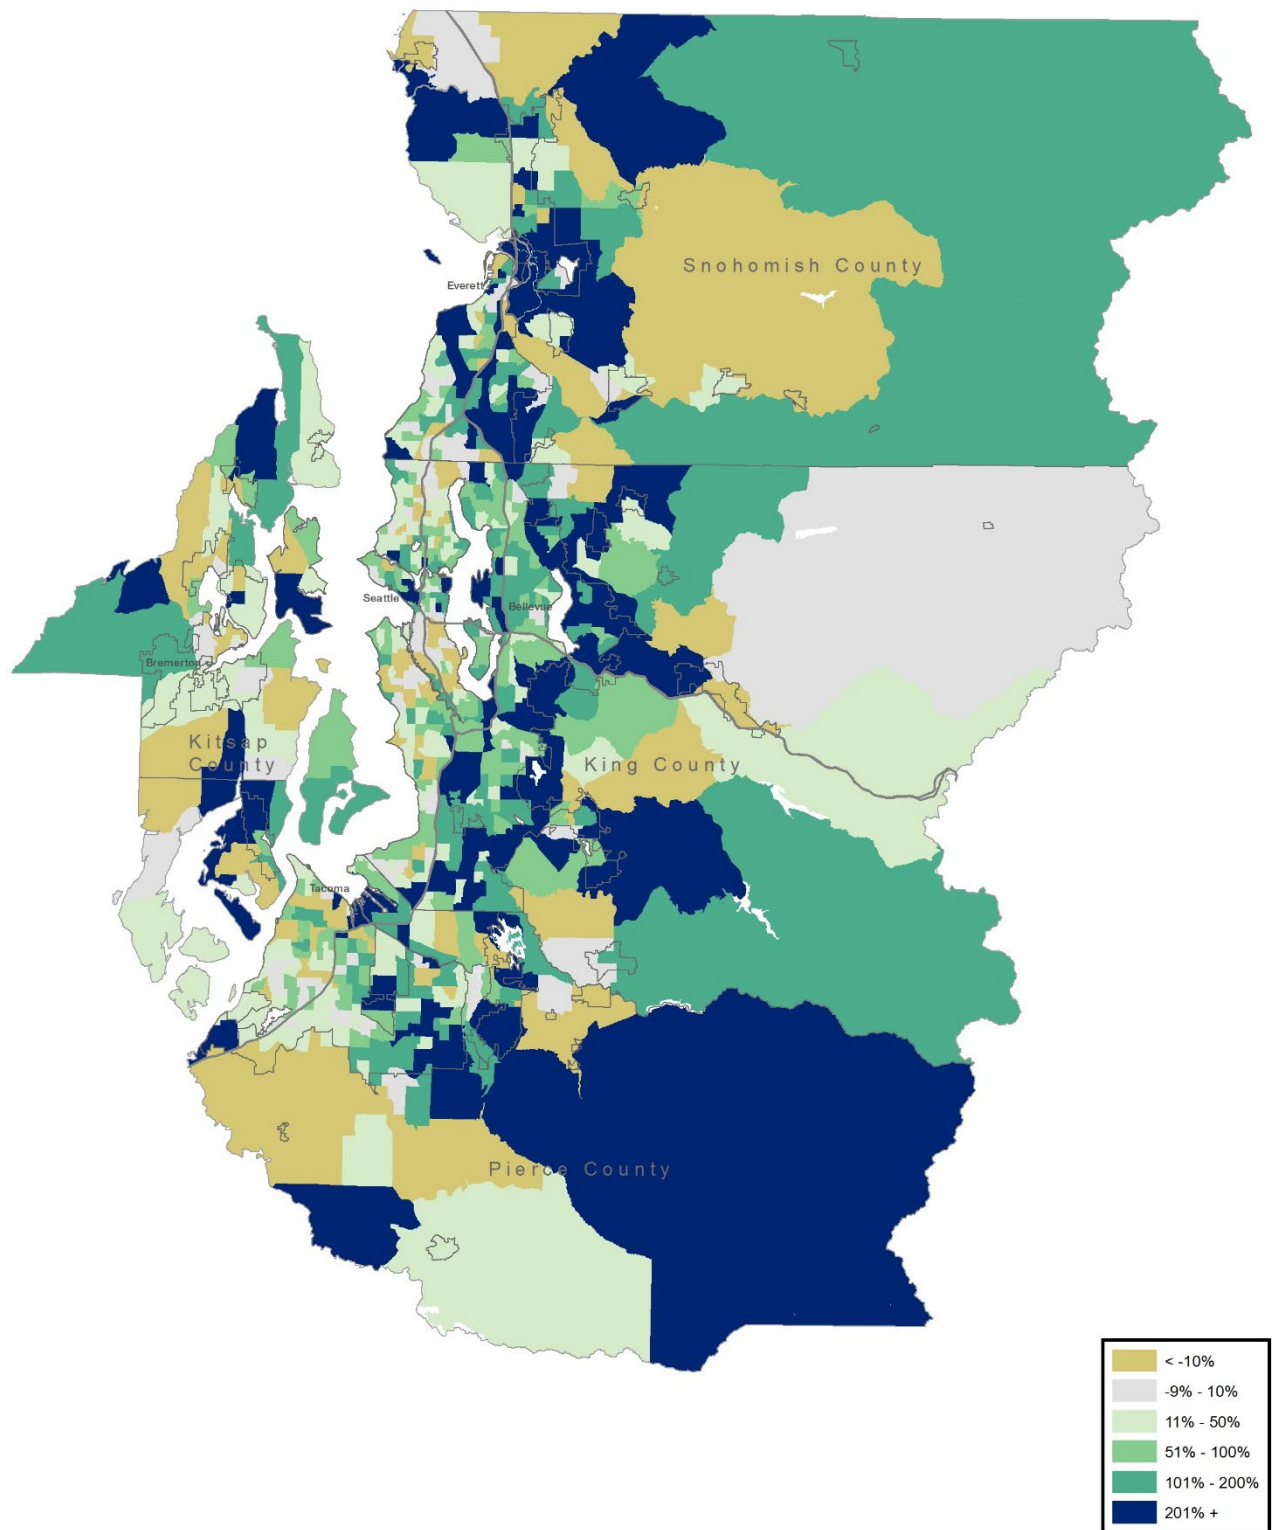 Snohomish County
Everett
Seattle
Bellevue
Bremerton
Kitsap
County
King County
Tacoma
Pierce County
< -10%
-9% - 10%
11% - 50%
51% - 100%
101% - 200%
201% +